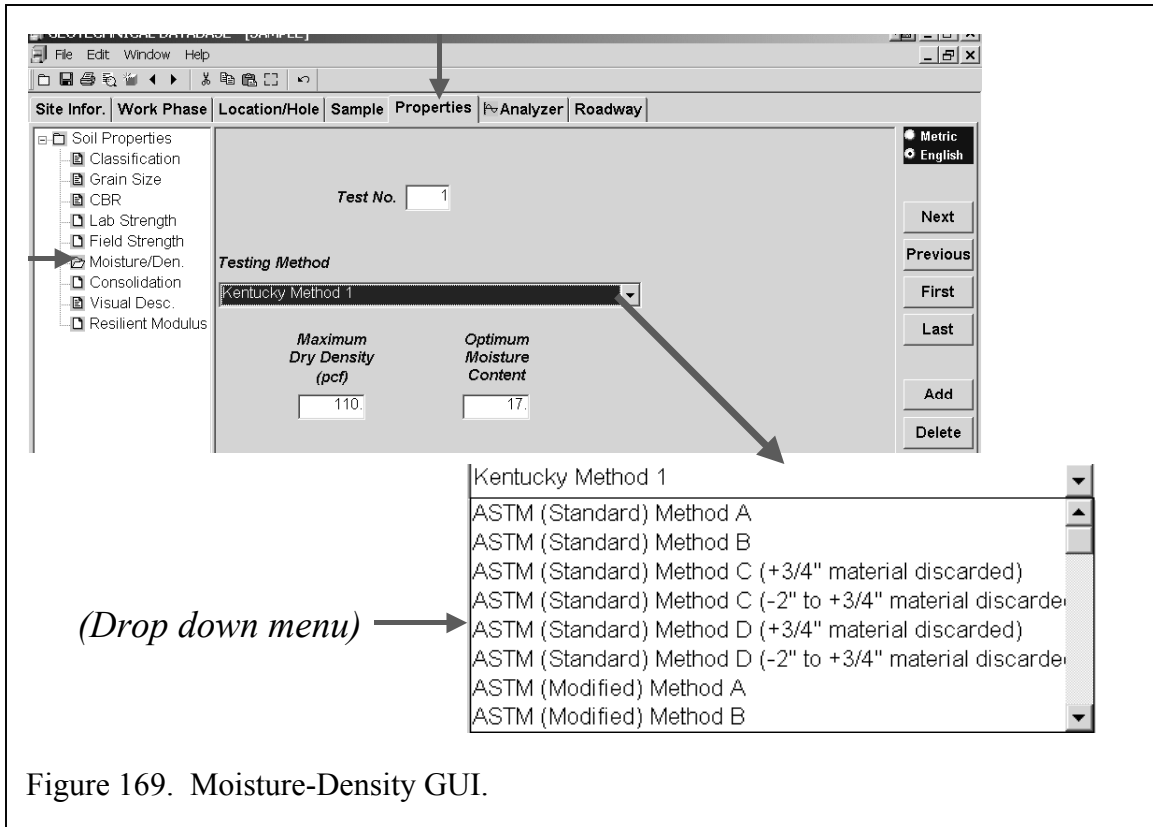 GEOTECHNICAL DATABASE - [SAMPLE]
File Edit Window Help
Site Infor. Work Phase Location/Hole Sample Properties Analyzer Roadway
Soil Properties
Classification
Grain Size
CBR
Lab Strength
Field Strength
Moisture/Den.
Consolidation
Visual Desc.
Resilient Modulus
Test No. 1
Testing Method
Kentucky Method 1
Maximum
Dry Density
(pcf)
110.
Optimum
Moisture
Content
17.
Metric
English
Next
Previous
First
Last
Add
Delete
Kentucky Method 1
ASTM (Standard) Method A
ASTM (Standard) Method B
ASTM (Standard) Method C (+3/4" material discarded)
ASTM (Standard) Method C (-2" to +3/4" material discarde
ASTM (Standard) Method D (+3/4" material discarded)
ASTM (Standard) Method D (-2" to +3/4" material discarde
ASTM (Modified) Method A
ASTM (Modified) Method B
(Drop down menu)
Figure 169. Moisture-Density GUI.